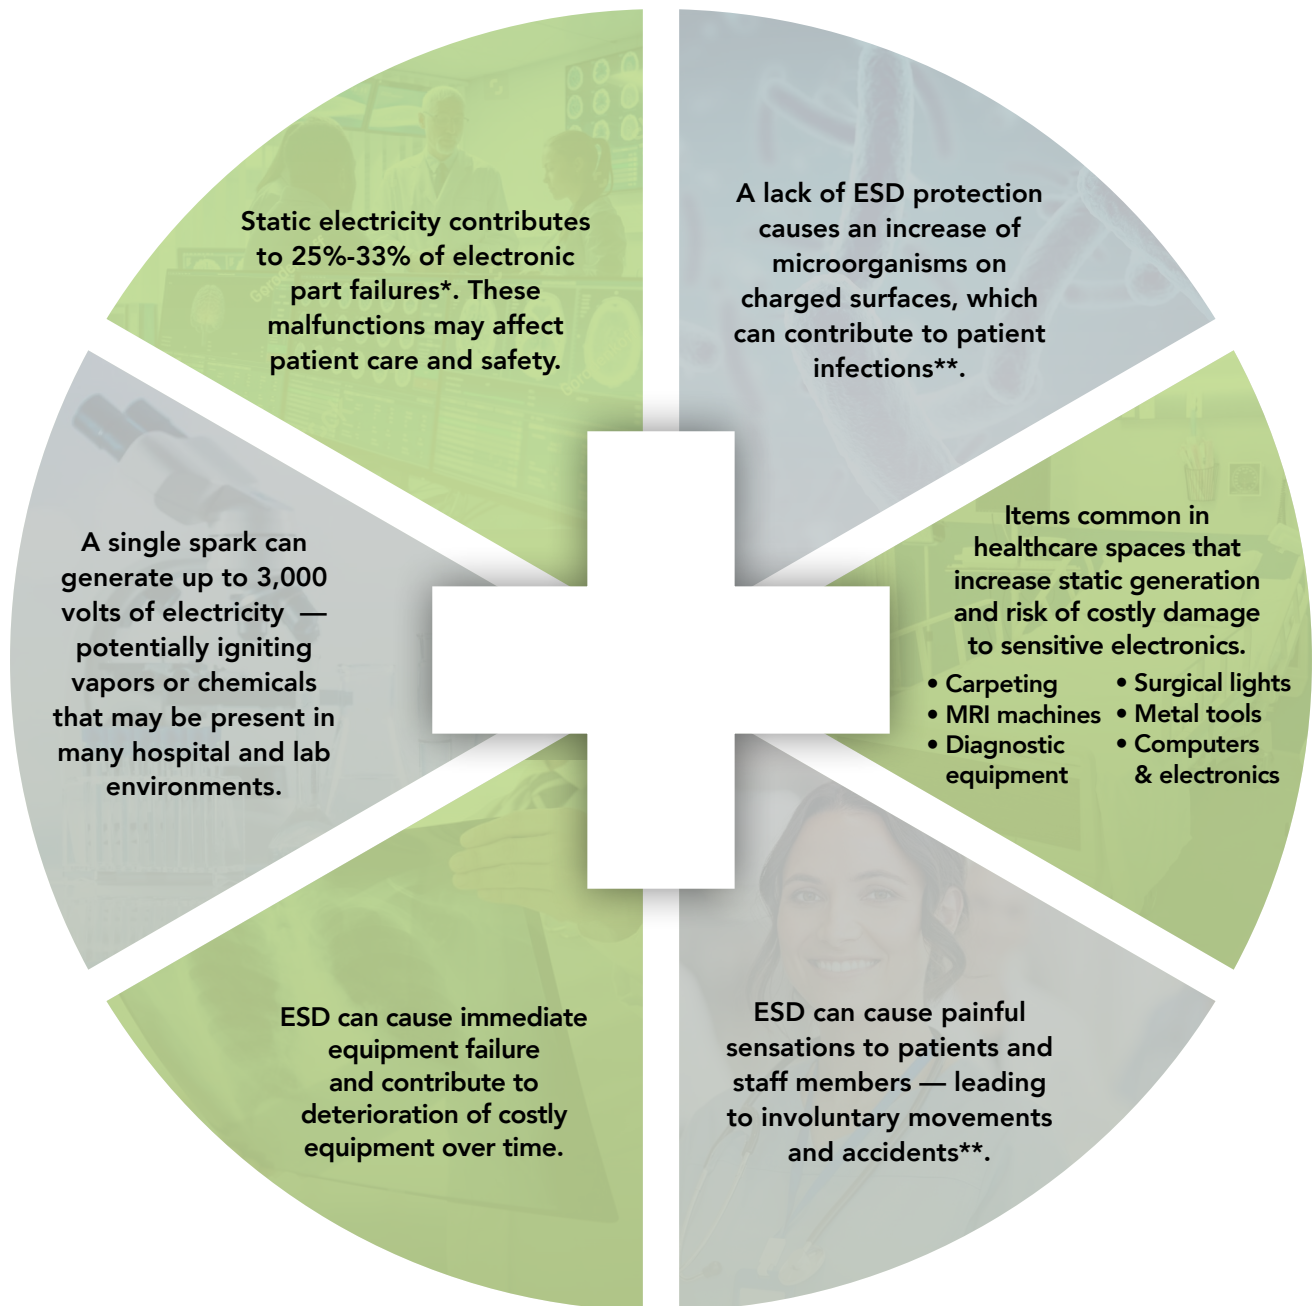 Static electricity contributes
to 25%-33% of electronic
part failures*. These
malfunctions may affect
patient care and safety.
A lack of ESD protection
causes an increase of
microorganisms on
charged surfaces, which
can contribute to patient
infections**.
Items common in
healthcare spaces that
increase static generation
and risk of costly damage
to sensitive electronics.
• Carpeting
• MRI machines
• Diagnostic
equipment
• Surgical lights
• Metal tools
• Computers
& electronics
ESD can cause painful
sensations to patients and
staff members — leading
to involuntary movements
and accidents**.
ESD can cause immediate
equipment failure
and contribute to
deterioration of costly
equipment over time.
A single spark can
generate up to 3,000
volts of electricity —
potentially igniting
vapors or chemicals
that may be present in
many hospital and lab
environments.